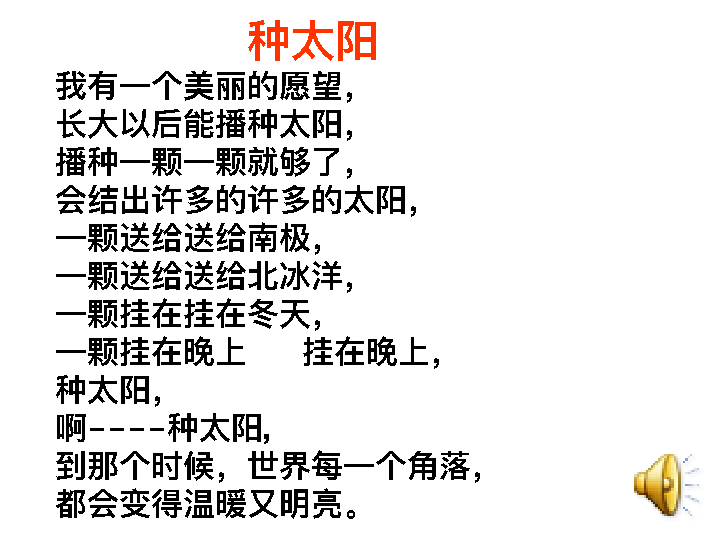 种太阳
我有一个美丽的愿望，
长大以后能播种太阳，
播种一颗一颗就够了，
会结出许多的许多的太阳，
一颗送给送给南极，
一颗送给送给北冰洋，
一颗挂在挂在冬天，
一颗挂在晚上　　挂在晚上，
种太阳，
啊----种太阳，
到那个时候，世界每一个角落，
都会变得温暖又明亮。